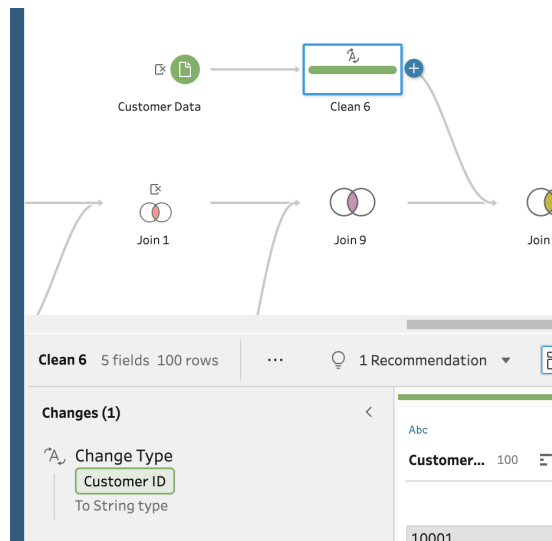 Customer Data
Clean 6
Join 1
Join 9
Join
Clean 6 5 fields 100 rows ... 1 Recommendation
Changes (1)
Change Type
Customer ID
To String type
Abc
Customer... 100
10001